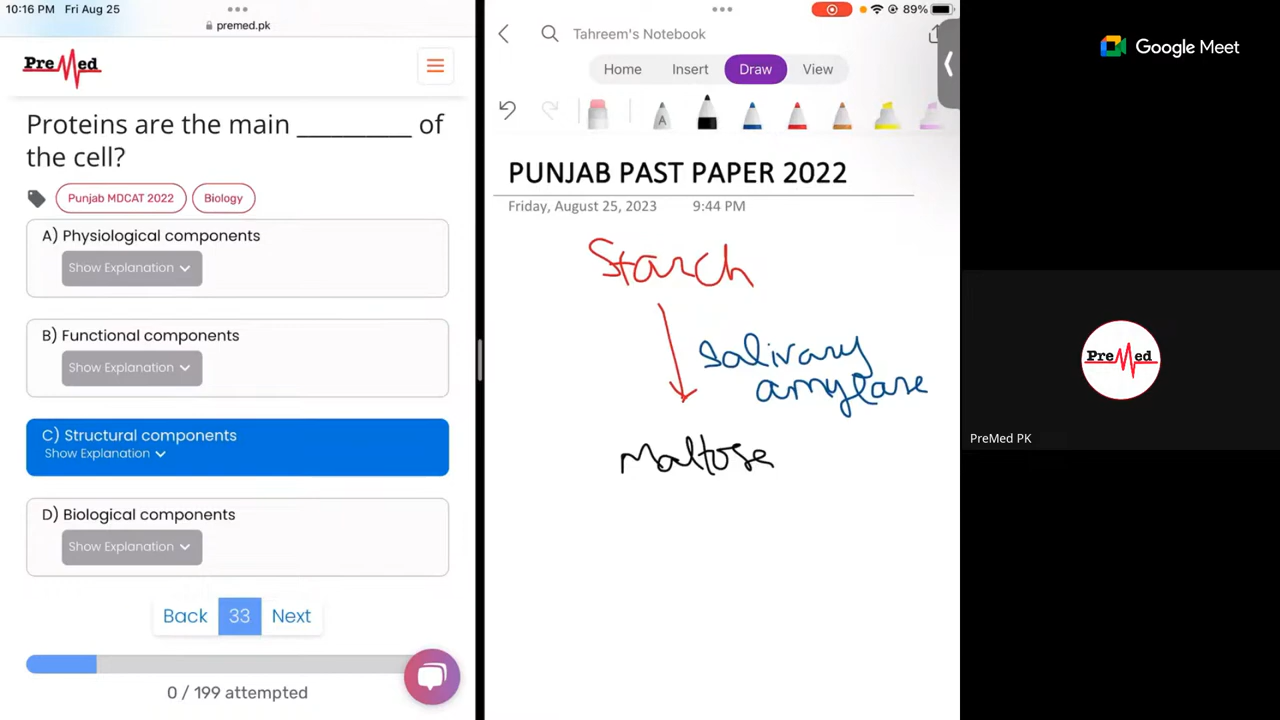 10:16 PM Fri Aug 25
premed.pk
PreMed
Proteins are the main __________ of
the cell?
Punjab MDCAT 2022
Biology
A) Physiological components
Show Explanation
B) Functional components
Show Explanation
C) Structural components
Show Explanation
D) Biological components
Show Explanation
Back 33 Next
0 / 199 attempted
89%
Tahreem's Notebook
Home Insert Draw View
A
PUNJAB PAST PAPER 2022
Friday, August 25, 2023 9:44 PM
Starch
Salivary
amylase
Maltose
Google Meet
PreMed
PreMed PK